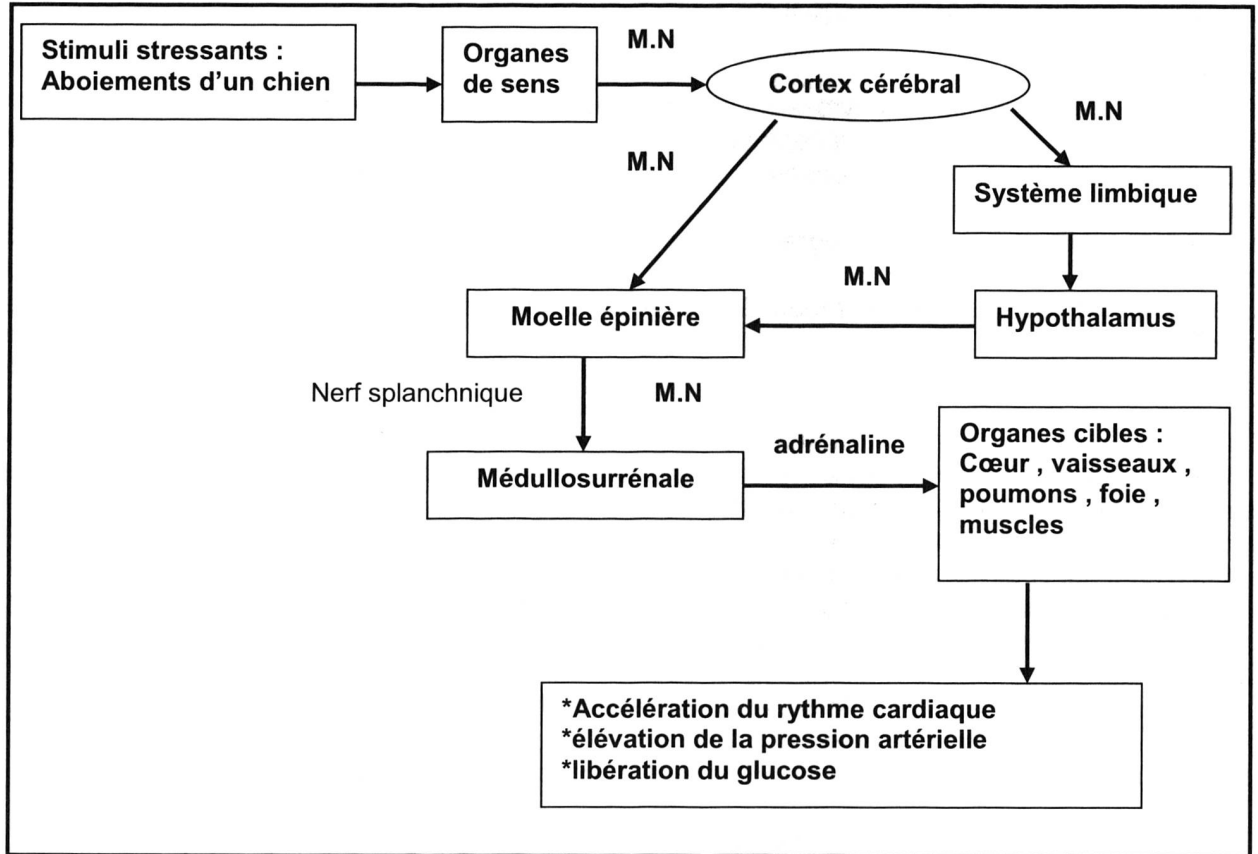 Stimuli stressants :
Aboiements d'un chien
Organes
de sens
M.N
Cortex cérébral
M.N
M.N
Système limbique
M.N
Moelle épinière
Hypothalamus
Nerf splanchnique
M.N
Médullosurrénale
adrénaline
Organes cibles :
Cœur , vaisseaux ,
poumons , foie ,
muscles
*Accélération du rythme cardiaque
*élévation de la pression artérielle
*libération du glucose